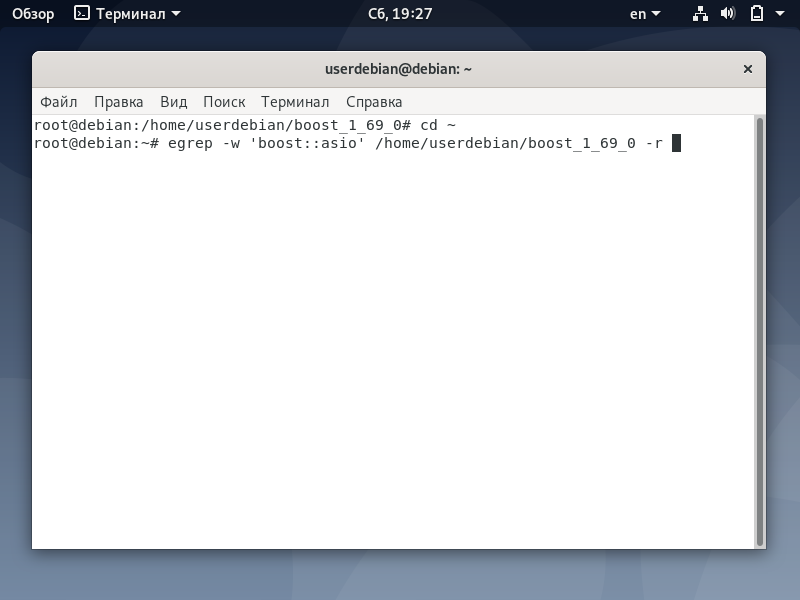 Обзор Терминал Сб, 19:27 en
userdebian@debian: ~
Файл Правка Вид Поиск Терминал Справка
root@debian:/home/userdebian/boost_1_69_0# cd ~
root@debian:~# egrep -w 'boost::asio' /home/userdebian/boost_1_69_0 -r